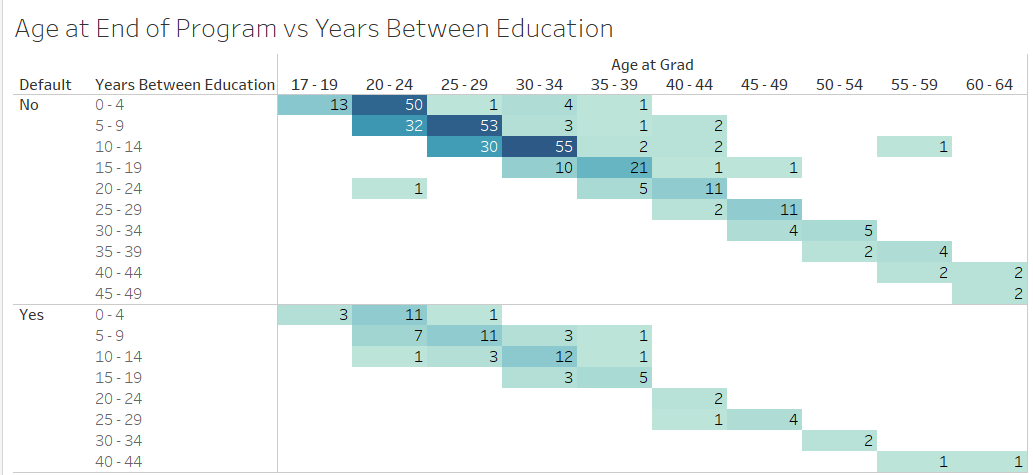 Age at End of Program vs Years Between Education
Age at Grad
Default Years Between Education 17 - 19 20 - 24 25 - 29 30 - 34 35 - 39 40 - 44 45 - 49 50 - 54 55 - 59 60 - 64
No 0 - 4 13 50 1 4 1
5 - 9 32 53 3 1 2
10 - 14 30 55 2 2 1
15 - 19 10 21 1 1
20 - 24 1 5 11
25 - 29 2 11
30 - 34 4 5
35 - 39 2 4
40 - 44 2 2
45 - 49 2
Yes 0 - 4 3 11 1
5 - 9 7 11 3 1
10 - 14 1 3 12 1
15 - 19 3 5
20 - 24 2
25 - 29 1 4
30 - 34 2
40 - 44 1 1